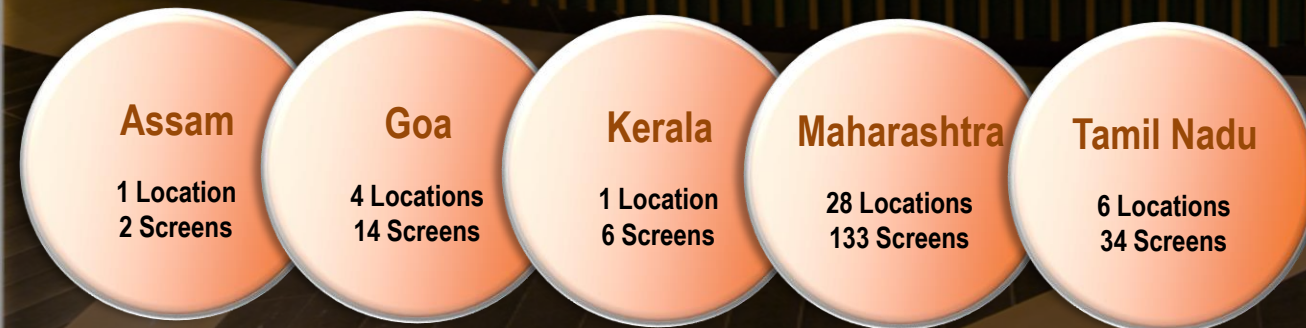 Assam
1 Location
2 Screens
Goa
4 Locations
14 Screens
Kerala
1 Location
6 Screens
Maharashtra
28 Locations
133 Screens
Tamil Nadu
6 Locations
34 Screens